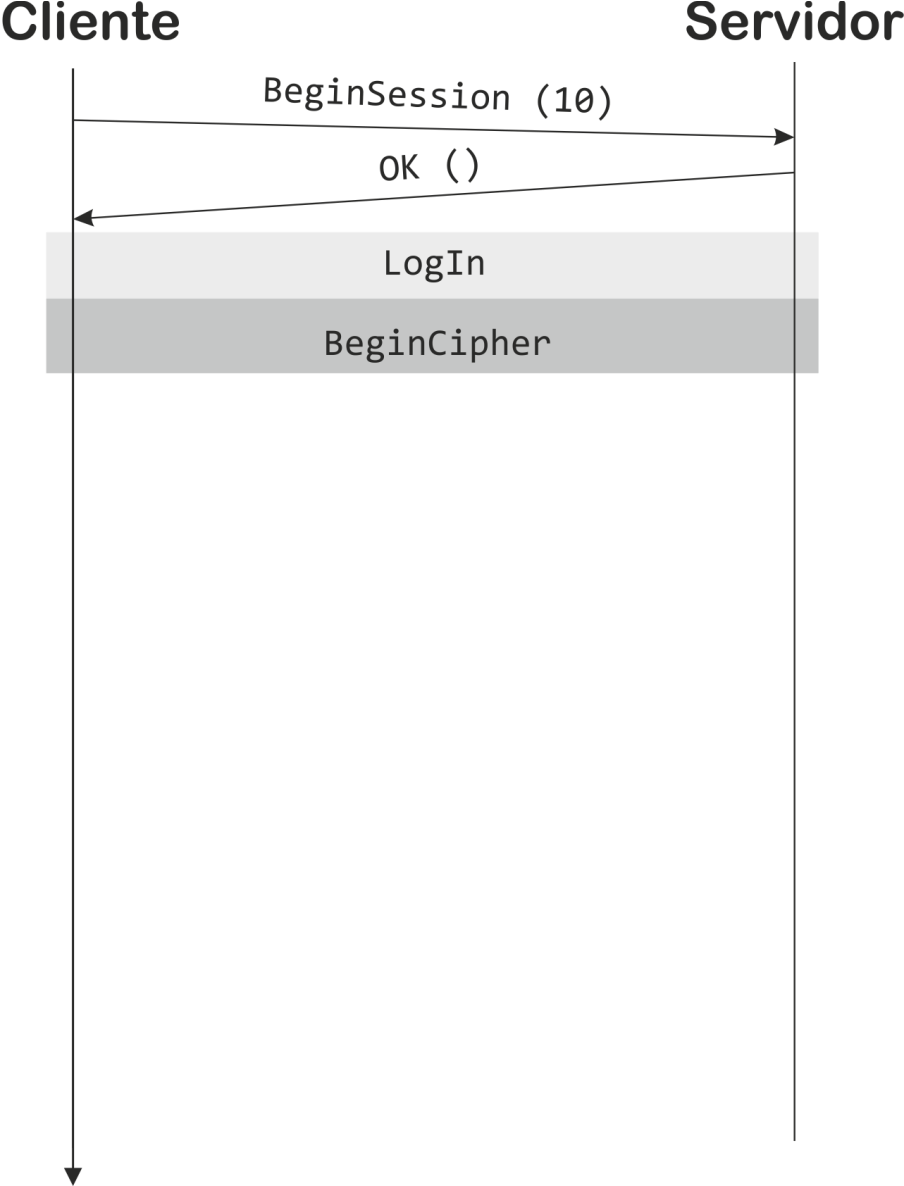 Cliente Servidor
BeginSession (10)
OK ()
LogIn
BeginCipher